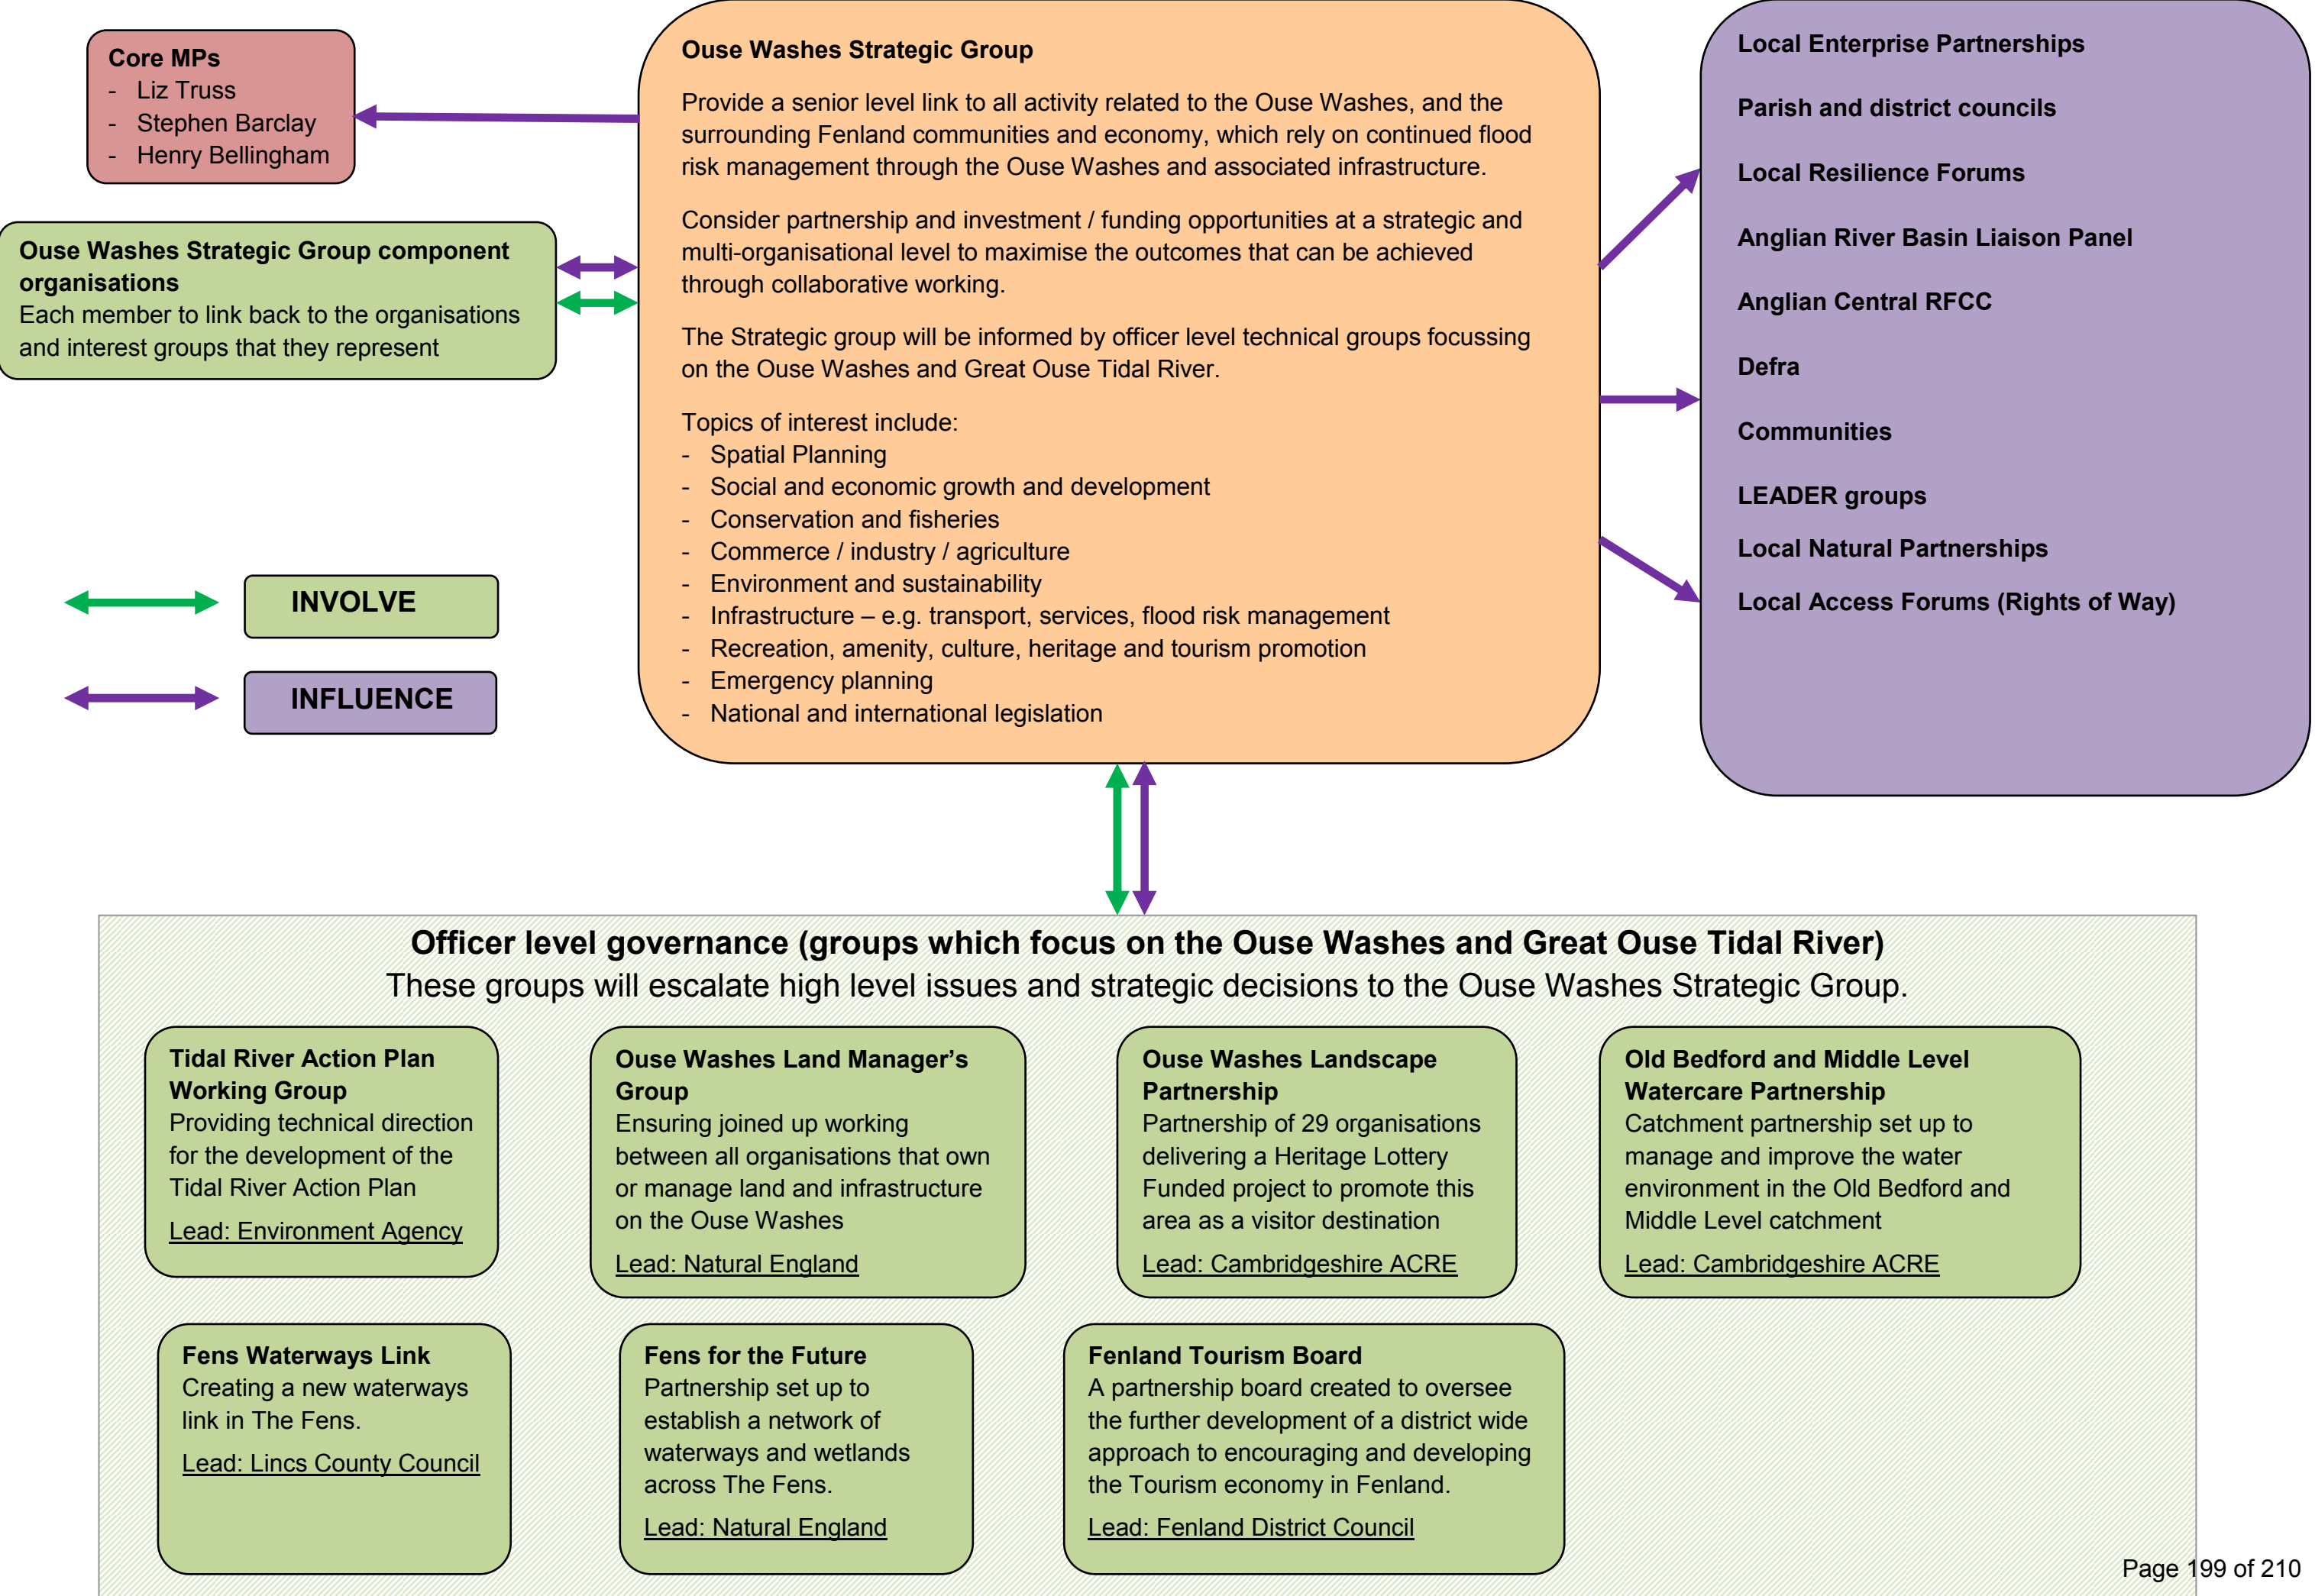 Core MPs
- Liz Truss
- Stephen Barclay
- Henry Bellingham
Ouse Washes Strategic Group component
organisations
Each member to link back to the organisations
and interest groups that they represent
INVOLVE
INFLUENCE
Ouse Washes Strategic Group
Provide a senior level link to all activity related to the Ouse Washes, and the
surrounding Fenland communities and economy, which rely on continued flood
risk management through the Ouse Washes and associated infrastructure.
Consider partnership and investment / funding opportunities at a strategic and
multi-organisational level to maximise the outcomes that can be achieved
through collaborative working.
The Strategic group will be informed by officer level technical groups focussing
on the Ouse Washes and Great Ouse Tidal River.
Topics of interest include:
- Spatial Planning
- Social and economic growth and development
- Conservation and fisheries
- Commerce / industry / agriculture
- Environment and sustainability
- Infrastructure – e.g. transport, services, flood risk management
- Recreation, amenity, culture, heritage and tourism promotion
- Emergency planning
- National and international legislation
Local Enterprise Partnerships
Parish and district councils
Local Resilience Forums
Anglian River Basin Liaison Panel
Anglian Central RFCC
Defra
Communities
LEADER groups
Local Natural Partnerships
Local Access Forums (Rights of Way)
Officer level governance (groups which focus on the Ouse Washes and Great Ouse Tidal River)
These groups will escalate high level issues and strategic decisions to the Ouse Washes Strategic Group.
Tidal River Action Plan
Working Group
Providing technical direction
for the development of the
Tidal River Action Plan
Lead: Environment Agency
Ouse Washes Land Manager's
Group
Ensuring joined up working
between all organisations that own
or manage land and infrastructure
on the Ouse Washes
Lead: Natural England
Ouse Washes Landscape
Partnership
Partnership of 29 organisations
delivering a Heritage Lottery
Funded project to promote this
area as a visitor destination
Lead: Cambridgeshire ACRE
Old Bedford and Middle Level
Watercare Partnership
Catchment partnership set up to
manage and improve the water
environment in the Old Bedford and
Middle Level catchment
Lead: Cambridgeshire ACRE
Fens Waterways Link
Creating a new waterways
link in The Fens.
Lead: Lincs County Council
Fens for the Future
Partnership set up to
establish a network of
waterways and wetlands
across The Fens.
Lead: Natural England
Fenland Tourism Board
A partnership board created to oversee
the further development of a district wide
approach to encouraging and developing
the Tourism economy in Fenland.
Lead: Fenland District Council
Page 199 of 210